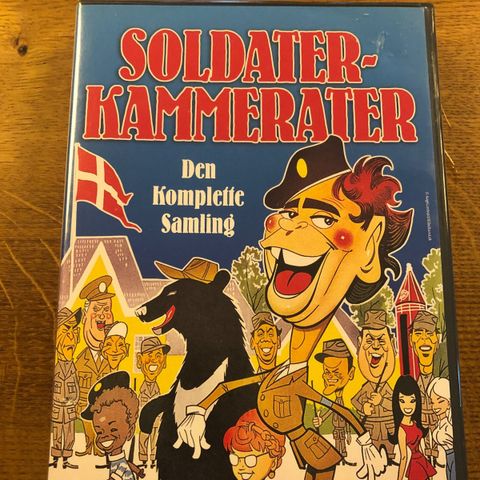 SOLDATER-
KAMMERATER
Den
Komplette
Samling